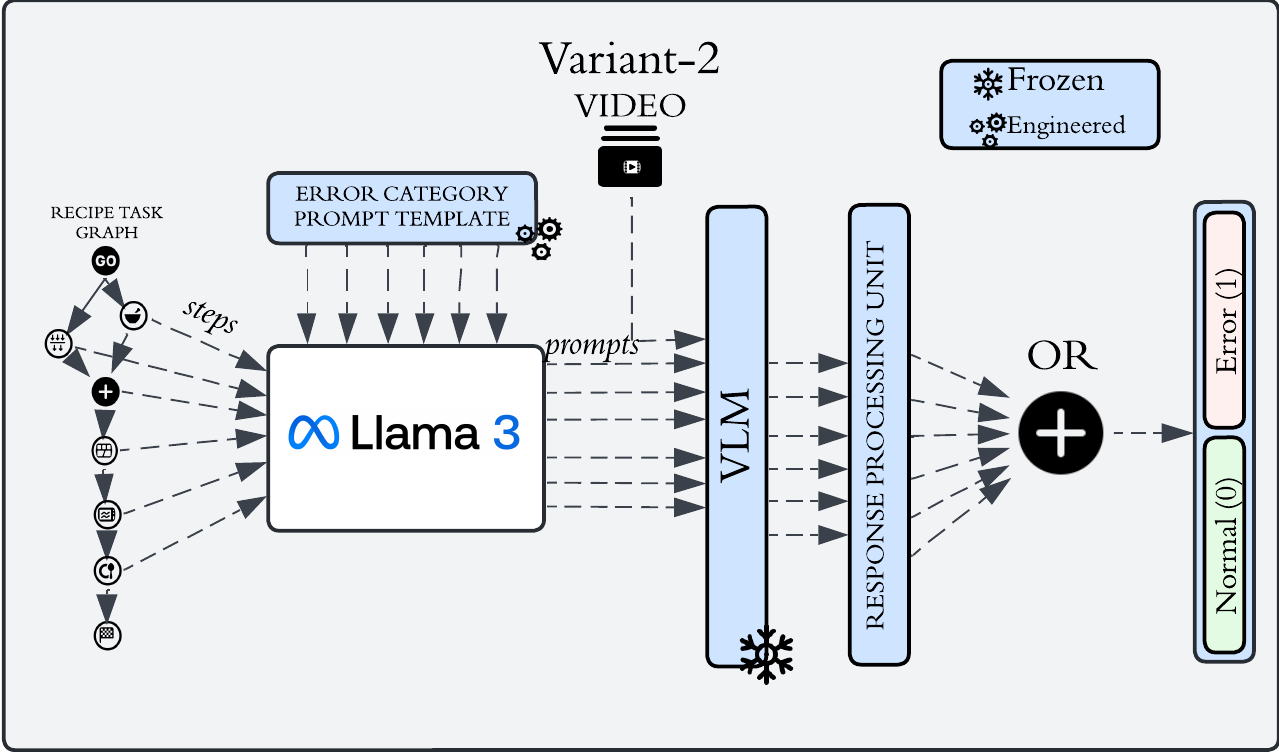 Variant-2
VIDEO
Frozen
Engineered
ERROR CATEGORY
PROMPT TEMPLATE
RECIPE TASK
GRAPH
GO
steps
prompts
Llama 3
VLM
RESPONSE PROCESSING UNIT
OR
Error (1)
Normal (0)